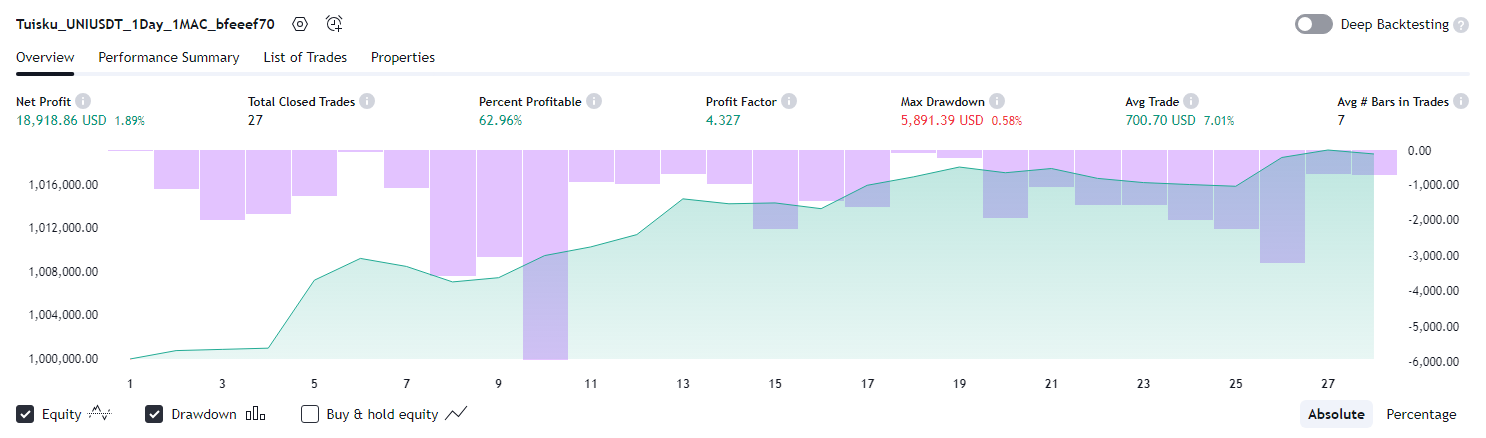 Tuisku_UNIUSDT_1Day_1MAC_bfeeef70
Deep Backtesting ?
Overview Performance Summary List of Trades Properties
Net Profit i Total Closed Trades i Percent Profitable i Profit Factor i Max Drawdown i Avg Trade i Avg # Bars in Trades i
18,918.86 USD 1.89% 27 62.96% 4.327 5,891.39 USD 0.58% 700.70 USD 7.01% 7
0.00
1,016,000.00 -1,000.00
1,012,000.00 -2,000.00
-3,000.00
1,008,000.00 -4,000.00
1,004,000.00 -5,000.00
1,000,000.00 -6,000.00
1 3 5 7 9 11 13 15 17 19 21 23 25 27
Equity Drawdown Buy & hold equity Absolute Percentage